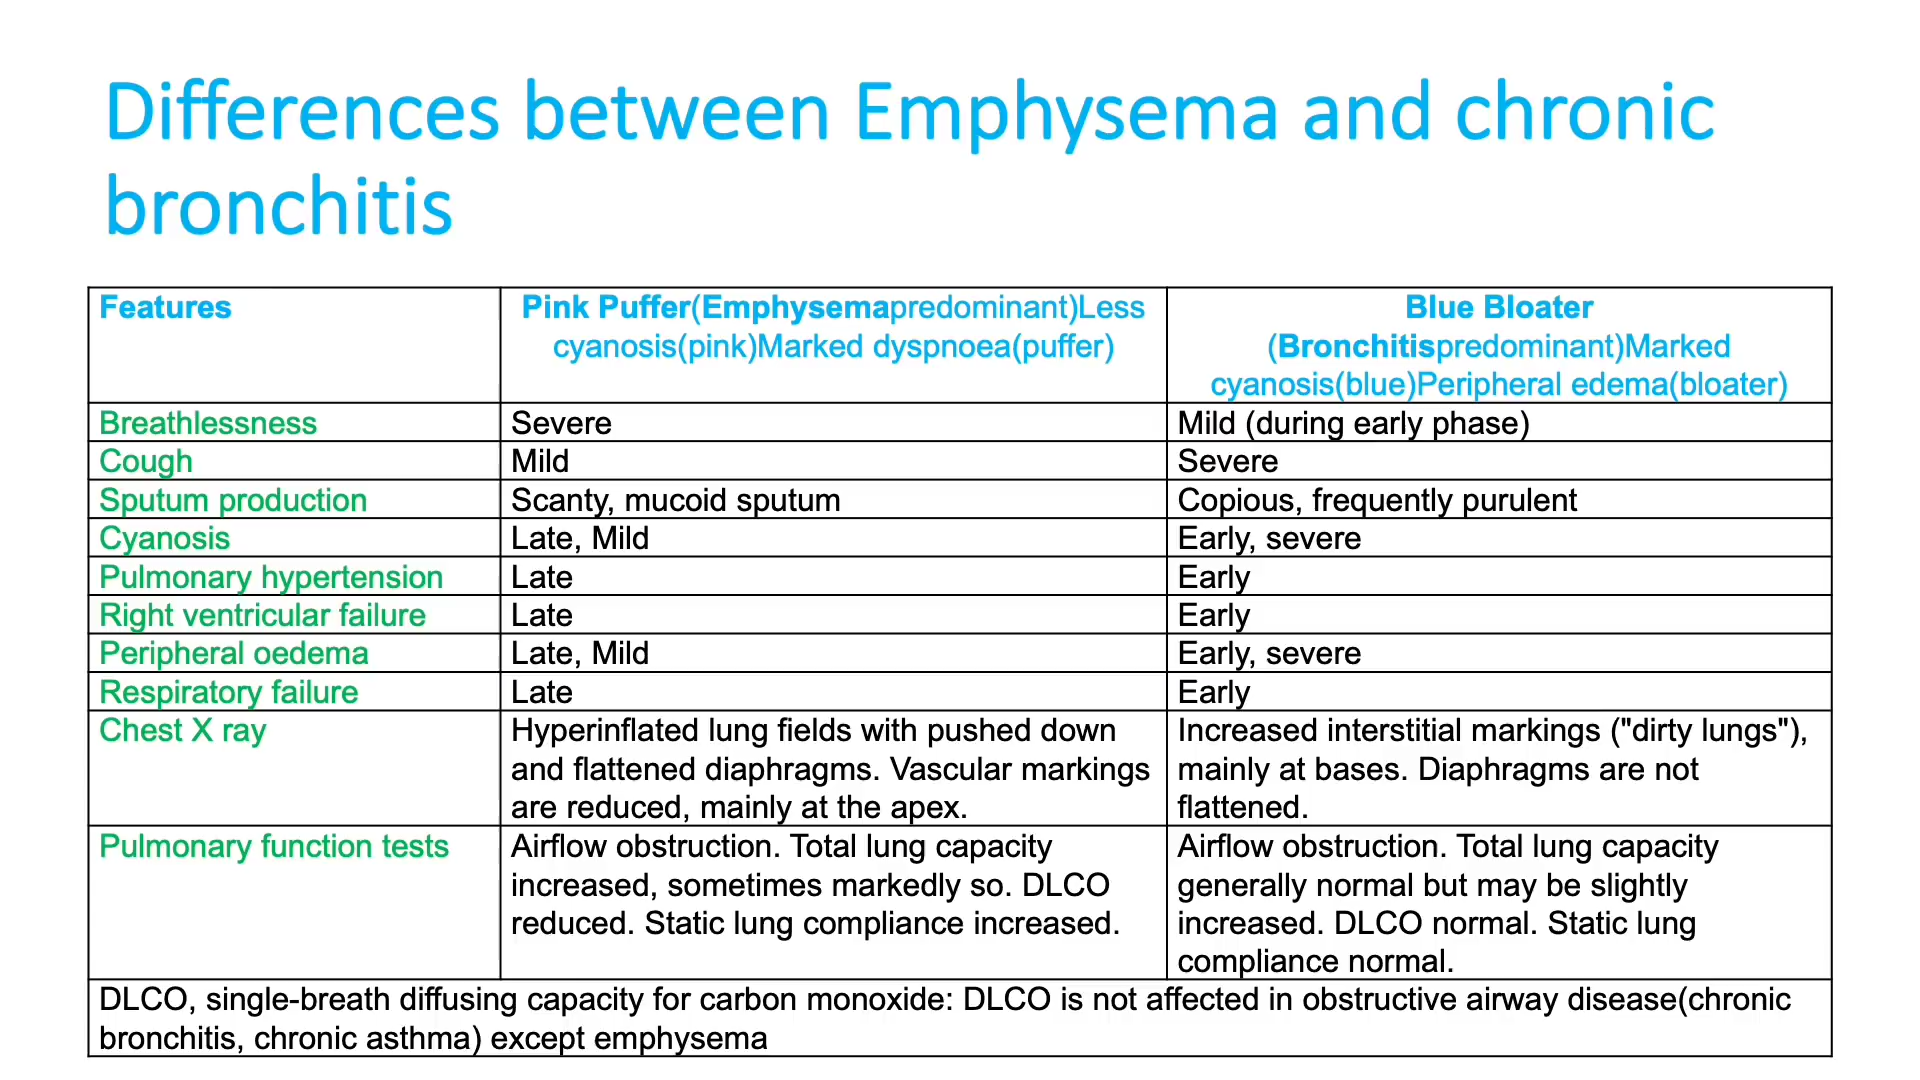 Differences between Emphysema and chronic
bronchitis
Features
Pink Puffer(Emphysemapredominant)Less
cyanosis(pink)Marked dyspnoea(puffer)
Blue Bloater
(Bronchitispredominant)Marked
cyanosis(blue)Peripheral edema(bloater)
Breathlessness
Severe
Mild (during early phase)
Cough
Mild
Severe
Sputum production
Scanty, mucoid sputum
Copious, frequently purulent
Cyanosis
Late, Mild
Early, severe
Pulmonary hypertension
Late
Early
Right ventricular failure
Late
Early
Peripheral oedema
Late, Mild
Early, severe
Respiratory failure
Late
Early
Chest X ray
Hyperinflated lung fields with pushed down
and flattened diaphragms. Vascular markings
are reduced, mainly at the apex.
Increased interstitial markings ("dirty lungs"),
mainly at bases. Diaphragms are not
flattened.
Pulmonary function tests
Airflow obstruction. Total lung capacity
increased, sometimes markedly so. DLCO
reduced. Static lung compliance increased.
Airflow obstruction. Total lung capacity
generally normal but may be slightly
increased. DLCO normal. Static lung
compliance normal.
DLCO, single-breath diffusing capacity for carbon monoxide: DLCO is not affected in obstructive airway disease(chronic
bronchitis, chronic asthma) except emphysema